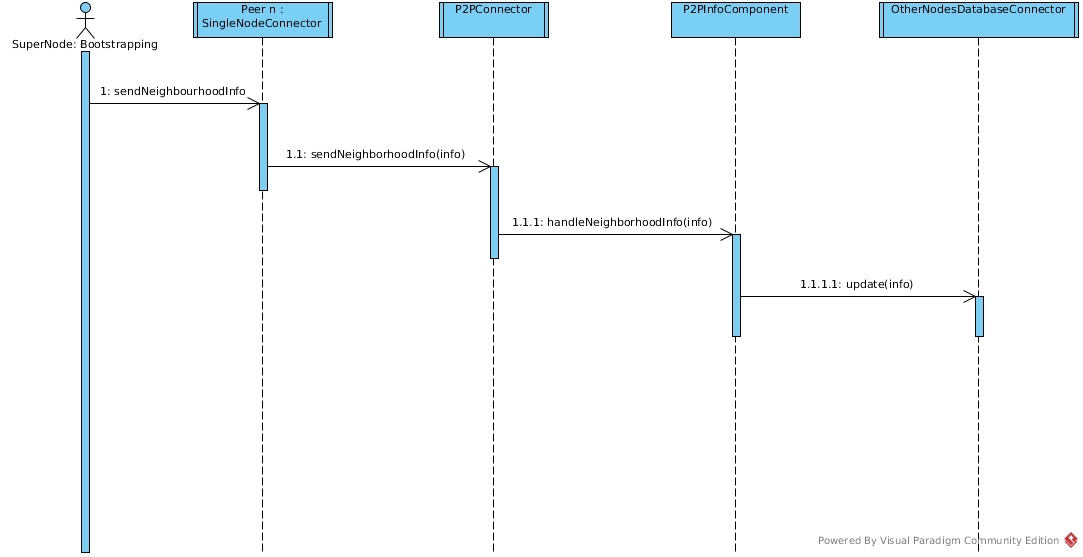 Peer n :
SingleNodeConnector
P2PConnector
P2PInfoComponent
OtherNodesDatabaseConnector
SuperNode: Bootstrapping
1: sendNeighbourhoodInfo
1.1: sendNeighborhoodInfo(info)
1.1.1: handleNeighborhoodInfo(info)
1.1.1.1: update(info)
Powered By Visual Paradigm Community Edition